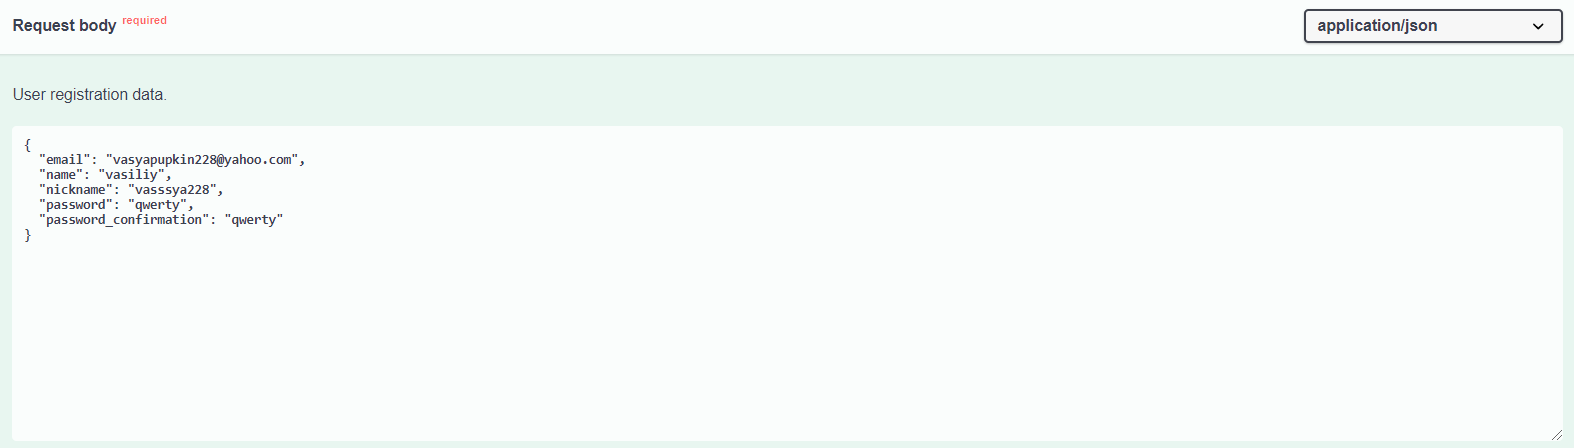 Request body required
application/json
User registration data.
{
  "email": "vasyapupkin228@yahoo.com",
  "name": "vasiliy",
  "nickname": "vasssya228",
  "password": "qwerty",
  "password_confirmation": "qwerty"
}